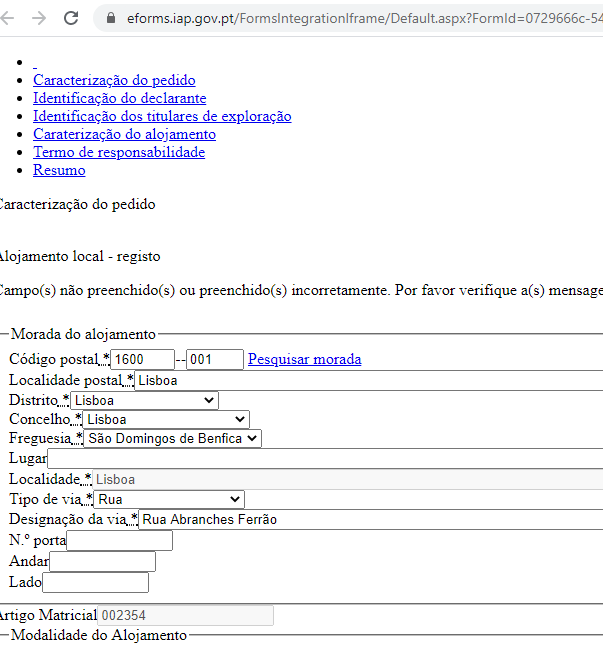 eforms.iap.gov.pt/FormsIntegrationIframe/Default.aspx?FormId=0729666c-54
Caracterização do pedido
Identificação do declarante
Identificação dos titulares de exploração
Caraterização do alojamento
Termo de responsabilidade
Resumo
Caracterização do pedido
Alojamento local - registo
Campo(s) não preenchido(s) ou preenchido(s) incorretamente. Por favor verifique a(s) mensage
Morada do alojamento
Código postal * 1600 -- 001 Pesquisar morada
Localidade postal * Lisboa
Distrito * Lisboa
Concelho * Lisboa
Freguesia * São Domingos de Benfica
Lugar
Localidade * Lisboa
Tipo de via * Rua
Designação da via * Rua Abranches Ferrão
N.º porta
Andar
Lado
Artigo Matricial 002354
Modalidade do Alojamento